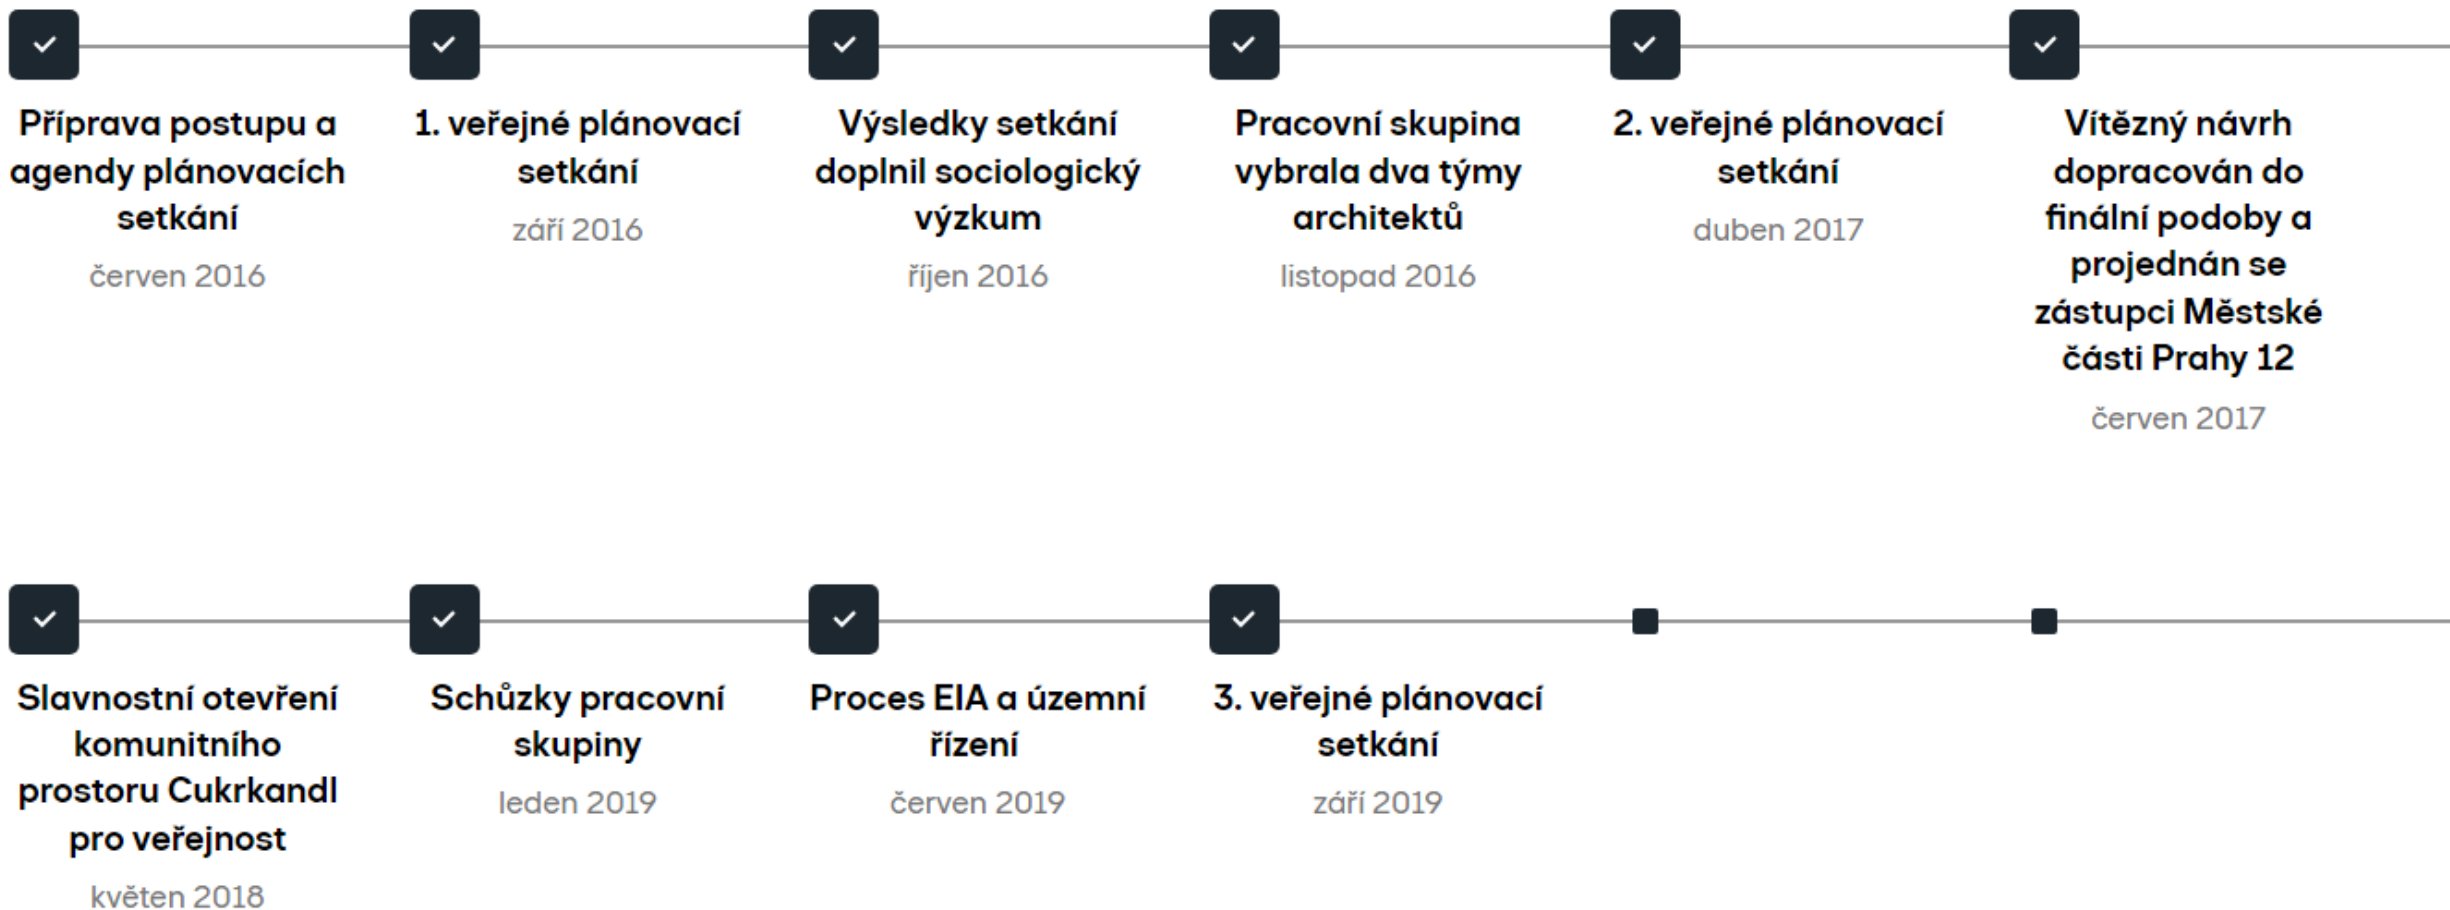 Příprava postupu a
agendy plánovacích
setkání
červen 2016
1. veřejné plánovací
setkání
září 2016
Výsledky setkání
doplnil sociologický
výzkum
říjen 2016
Pracovní skupina
vybrala dva týmy
architektů
listopad 2016
2. veřejné plánovací
setkání
duben 2017
Vítězný návrh
dopracován do
finální podoby a
projednán se
zástupci Městské
části Prahy 12
červen 2017
Slavnostní otevření
komunitního
prostoru Cukrkandl
pro veřejnost
květen 2018
Schůzky pracovní
skupiny
leden 2019
Proces EIA a územní
řízení
červen 2019
3. veřejné plánovací
setkání
září 2019